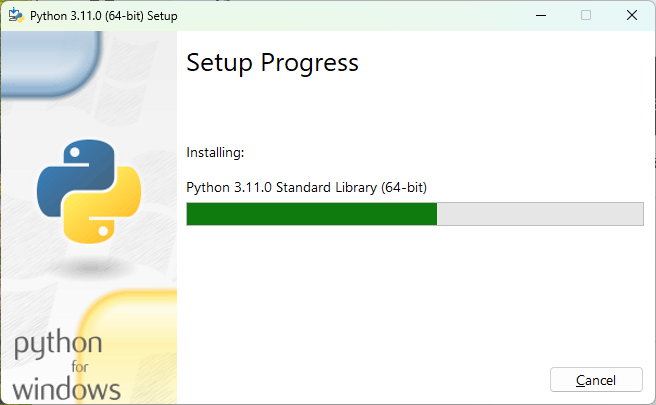 Python 3.11.0 (64-bit) Setup
Setup Progress
Installing:
Python 3.11.0 Standard Library (64-bit)
python
for
windows
Cancel